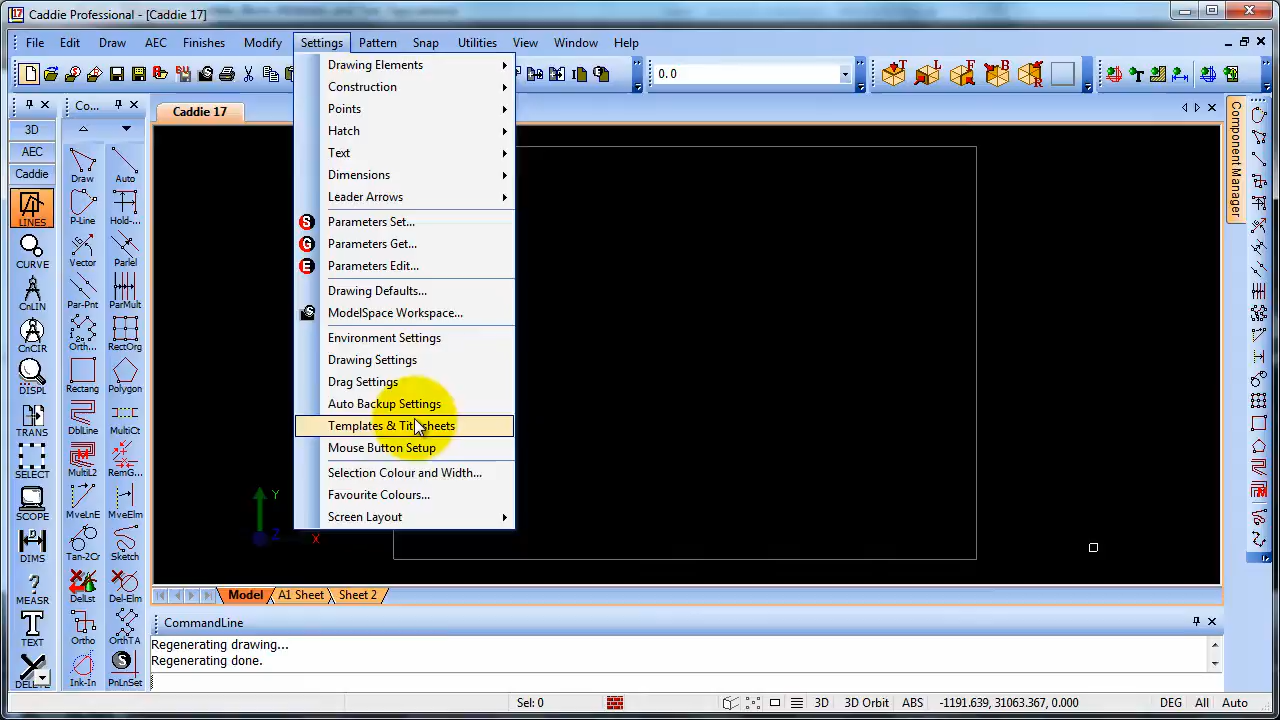 Caddie Professional - [Caddie 17]
File Edit Draw AEC Finishes Modify Settings Pattern Snap Utilities View Window Help
0. 0
Co...
Caddie 17
3D
AEC
Caddie
LINES
CURVE
CnLIN
CnCIR
DISPL
TRANS
SELECT
SCOPE
DIMS
MEASR
TEXT
Draw Auto
P-Line Hold-...
Vector Parlel
Par-Pnt ParMult
Orth... RectOrg
Rectang Polygon
DblLine MultiCt
MultiL2 RemG...
MveLnE MveElm
Tan-2Cr Sketch
DelLst Del-Elm
Ortho OrthTA
Ink-In PnLnSet
Drawing Elements
Construction
Points
Hatch
Text
Dimensions
Leader Arrows
Parameters Set...
Parameters Get...
Parameters Edit...
Drawing Defaults...
ModelSpace Workspace...
Environment Settings
Drawing Settings
Drag Settings
Auto Backup Settings
Templates & Titlesheets
Mouse Button Setup
Selection Colour and Width...
Favourite Colours...
Screen Layout
Y
Z
X
Component Manager
Model A1 Sheet Sheet 2
CommandLine
Regenerating drawing...
Regenerating done.
Sel: 0 3D 3D Orbit ABS -1191.639, 31063.367, 0.000 DEG All Auto